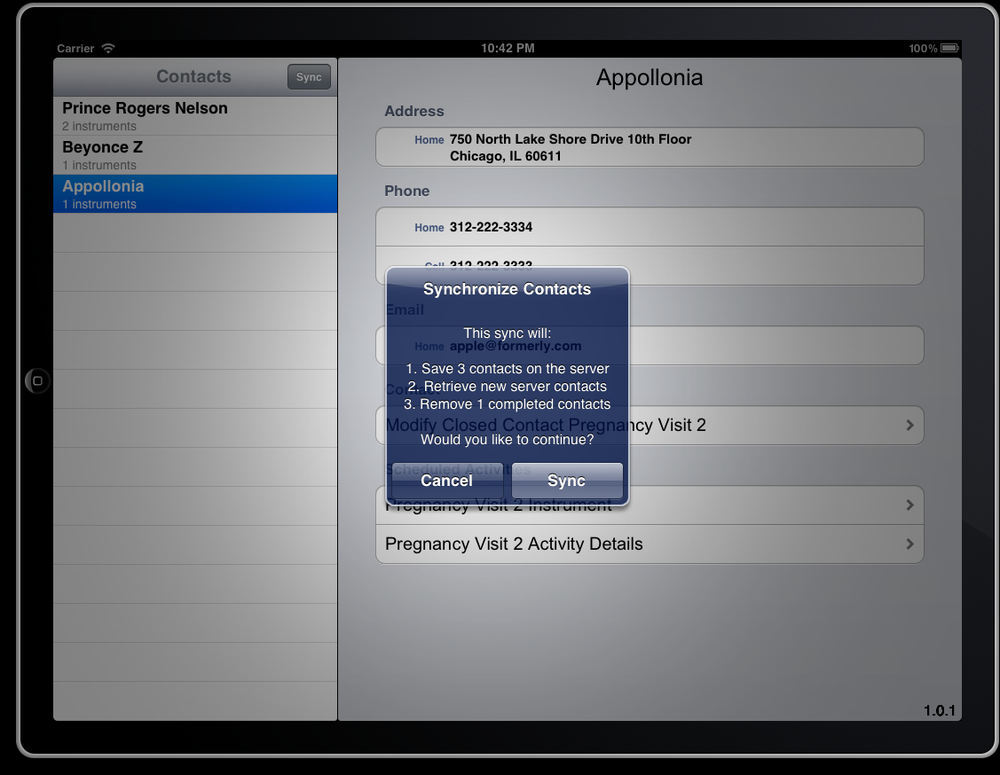 Carrier
10:42 PM
100%
Contacts
Sync
Prince Rogers Nelson
2 instruments
Beyonce Z
1 instruments
Appollonia
1 instruments
Appollonia
Address
Home 750 North Lake Shore Drive 10th Floor
Chicago, IL 60611
Phone
Home 312-222-3334
Cell 312-222-3333
Email
Home apple@formerly.com
Modify Closed Contact Pregnancy Visit 2
Scheduled Activities
Pregnancy Visit 2 Instrument
Pregnancy Visit 2 Activity Details
1.0.1
Synchronize Contacts
This sync will:
1. Save 3 contacts on the server
2. Retrieve new server contacts
3. Remove 1 completed contacts
Would you like to continue?
Cancel
Sync